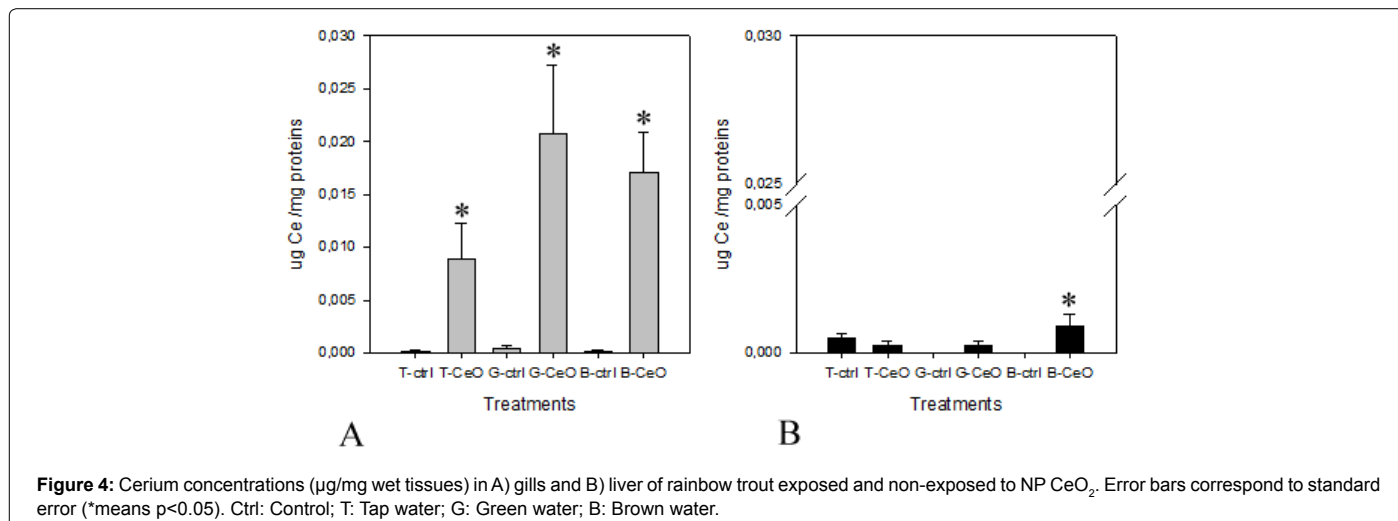 0,030
0,025
0,020
0,015
0,010
0,005
0,000
ug Ce /mg proteins
*
*
*
T-ctrl T-CeO G-ctrl G-CeO B-ctrl B-CeO
Treatments
A
0,030
0,025
0,005
0,000
ug Ce /mg proteins
*
T-ctrl T-CeO G-ctrl G-CeO B-ctrl B-CeO
Treatments
B
Figure 4: Cerium concentrations (µg/mg wet tissues) in A) gills and B) liver of rainbow trout exposed and non-exposed to NP CeO₂. Error bars correspond to standard
error (*means p<0.05). Ctrl: Control; T: Tap water; G: Green water; B: Brown water.